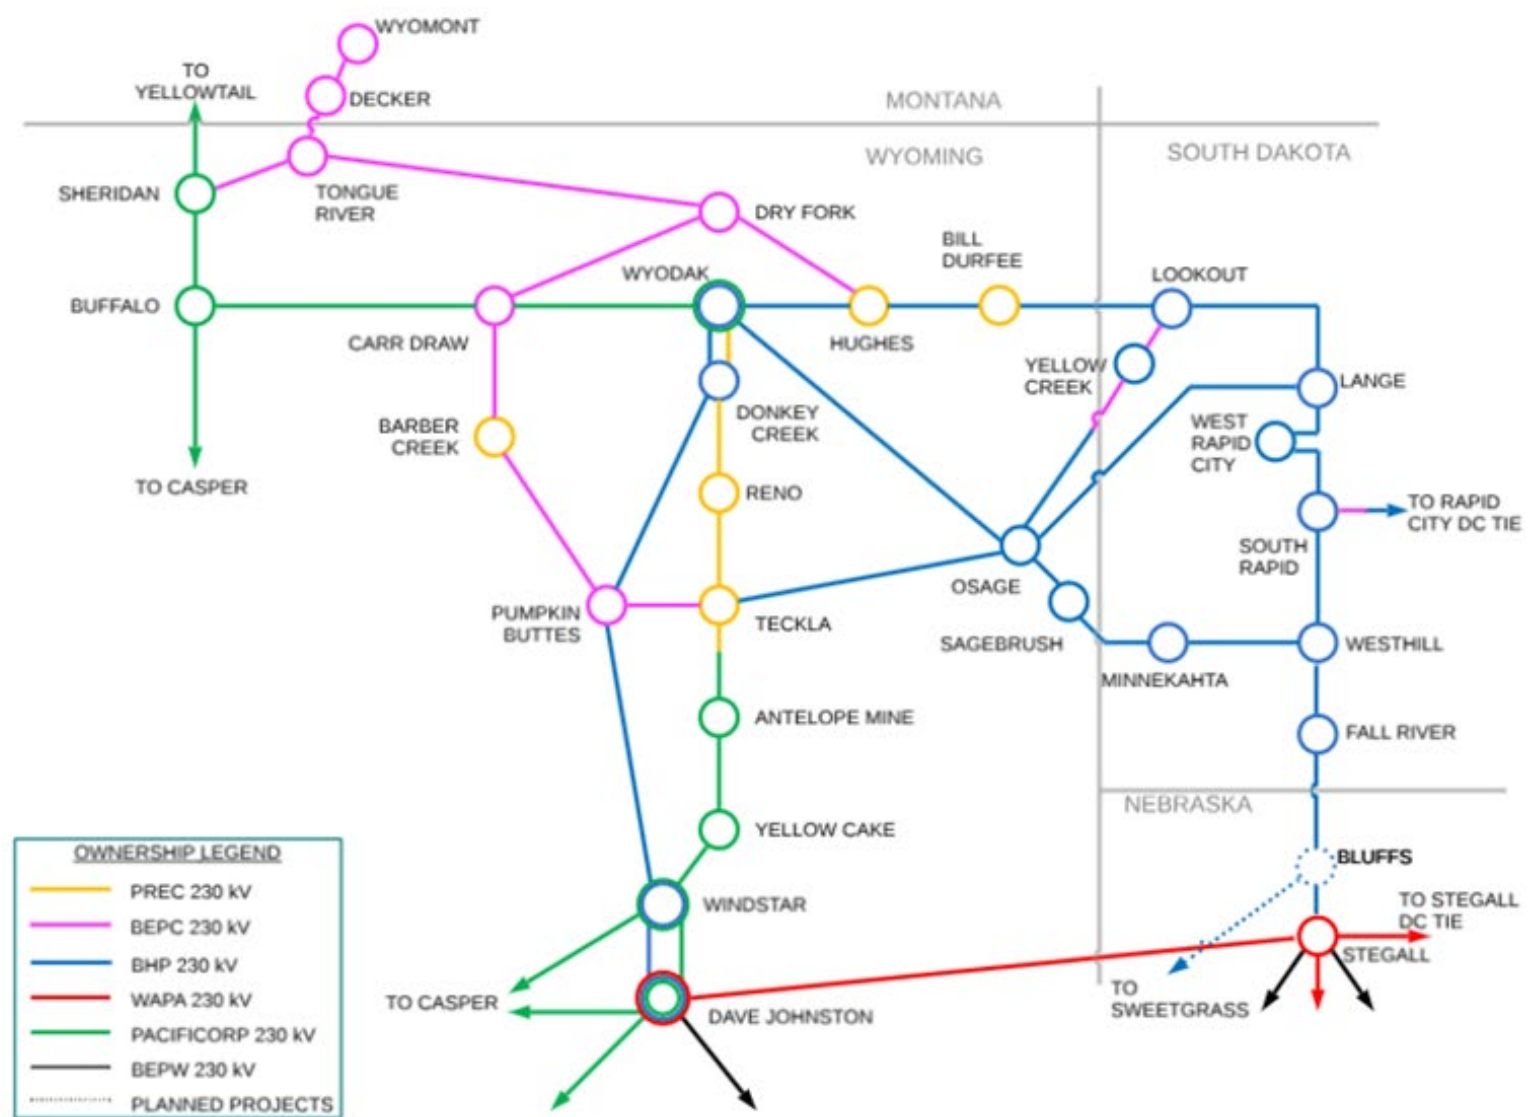 WYOMONT
TO
YELLOWTAIL
DECKER
MONTANA
WYOMING
SOUTH DAKOTA
SHERIDAN
TONGUE
RIVER
DRY FORK
BILL
DURFEE
WYODAK
LOOKOUT
BUFFALO
CARR DRAW
HUGHES
YELLOW
CREEK
LANGE
BARBER
CREEK
DONKEY
CREEK
WEST
RAPID
CITY
TO CASPER
RENO
TO RAPID
CITY DC TIE
SOUTH
RAPID
OSAGE
PUMPKIN
BUTTES
TECKLA
SAGEBRUSH
WESTHILL
MINNEKAHTA
ANTELOPE MINE
FALL RIVER
NEBRASKA
YELLOW CAKE
BLUFFS
WINDSTAR
TO STEGALL
DC TIE
STEGALL
TO CASPER
DAVE JOHNSTON
TO
SWEETGRASS
OWNERSHIP LEGEND
PREC 230 kV
BEPC 230 kV
BHP 230 kV
WAPA 230 kV
PACIFICORP 230 kV
BEPW 230 kV
PLANNED PROJECTS